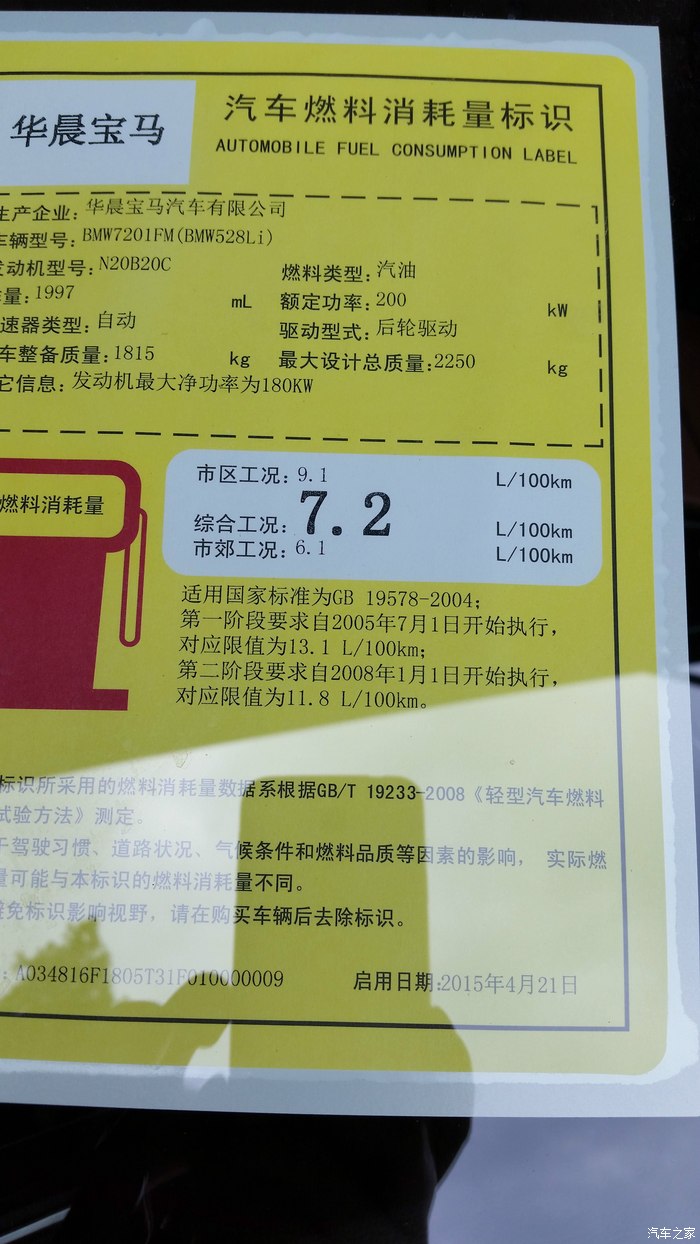 华晨宝马
汽车燃料消耗量标识
AUTOMOBILE FUEL CONSUMPTION LABEL
生产企业: 华晨宝马汽车有限公司
车辆型号: BMW7201FM(BMW528Li)
发动机型号: N20B20C 燃料类型: 汽油
量: 1997 mL 额定功率: 200 kW
速器类型: 自动 驱动型式: 后轮驱动
车整备质量: 1815 kg 最大设计总质量: 2250 kg
它信息: 发动机最大净功率为180KW
燃料消耗量
市区工况: 9.1 L/100km
综合工况: 7.2 L/100km
市郊工况: 6.1 L/100km
适用国家标准为GB 19578-2004;
第一阶段要求自2005年7月1日开始执行,
对应限值为13.1 L/100km;
第二阶段要求自2008年1月1日开始执行,
对应限值为11.8 L/100km。
标识所采用的燃料消耗量数据系根据GB/T 19233-2008《轻型汽车燃料
试验方法》测定。
于驾驶习惯、道路状况、气候条件和燃料品质等因素的影响, 实际燃
量可能与本标识的燃料消耗量不同。
避免标识影响视野,请在购买车辆后去除标识。
: A034816F1805T31F010000009 启用日期:2015年4月21日
汽车之家